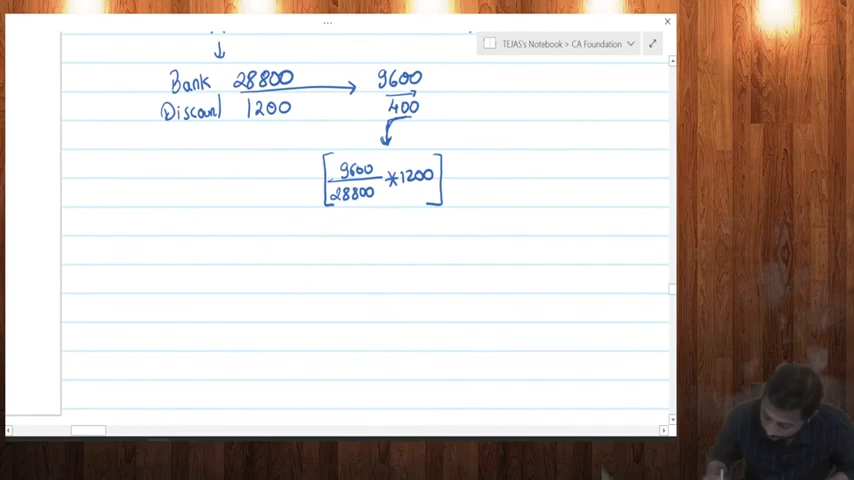 TEJAS's Notebook > CA Foundation
Bank 28800 → 9600
Discount 1200 400
[9600/28800 *1200]